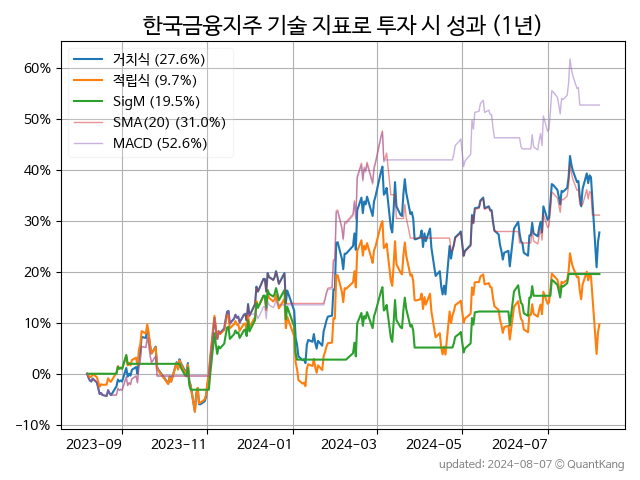 한국금융지주 기술 지표로 투자 시 성과 (1년)
거치식 (27.6%)
적립식 (9.7%)
SigM (19.5%)
SMA(20) (31.0%)
MACD (52.6%)
60%
50%
40%
30%
20%
10%
0%
−10%
2023-09 2023-11 2024-01 2024-03 2024-05 2024-07
updated: 2024-08-07 © QuantKang